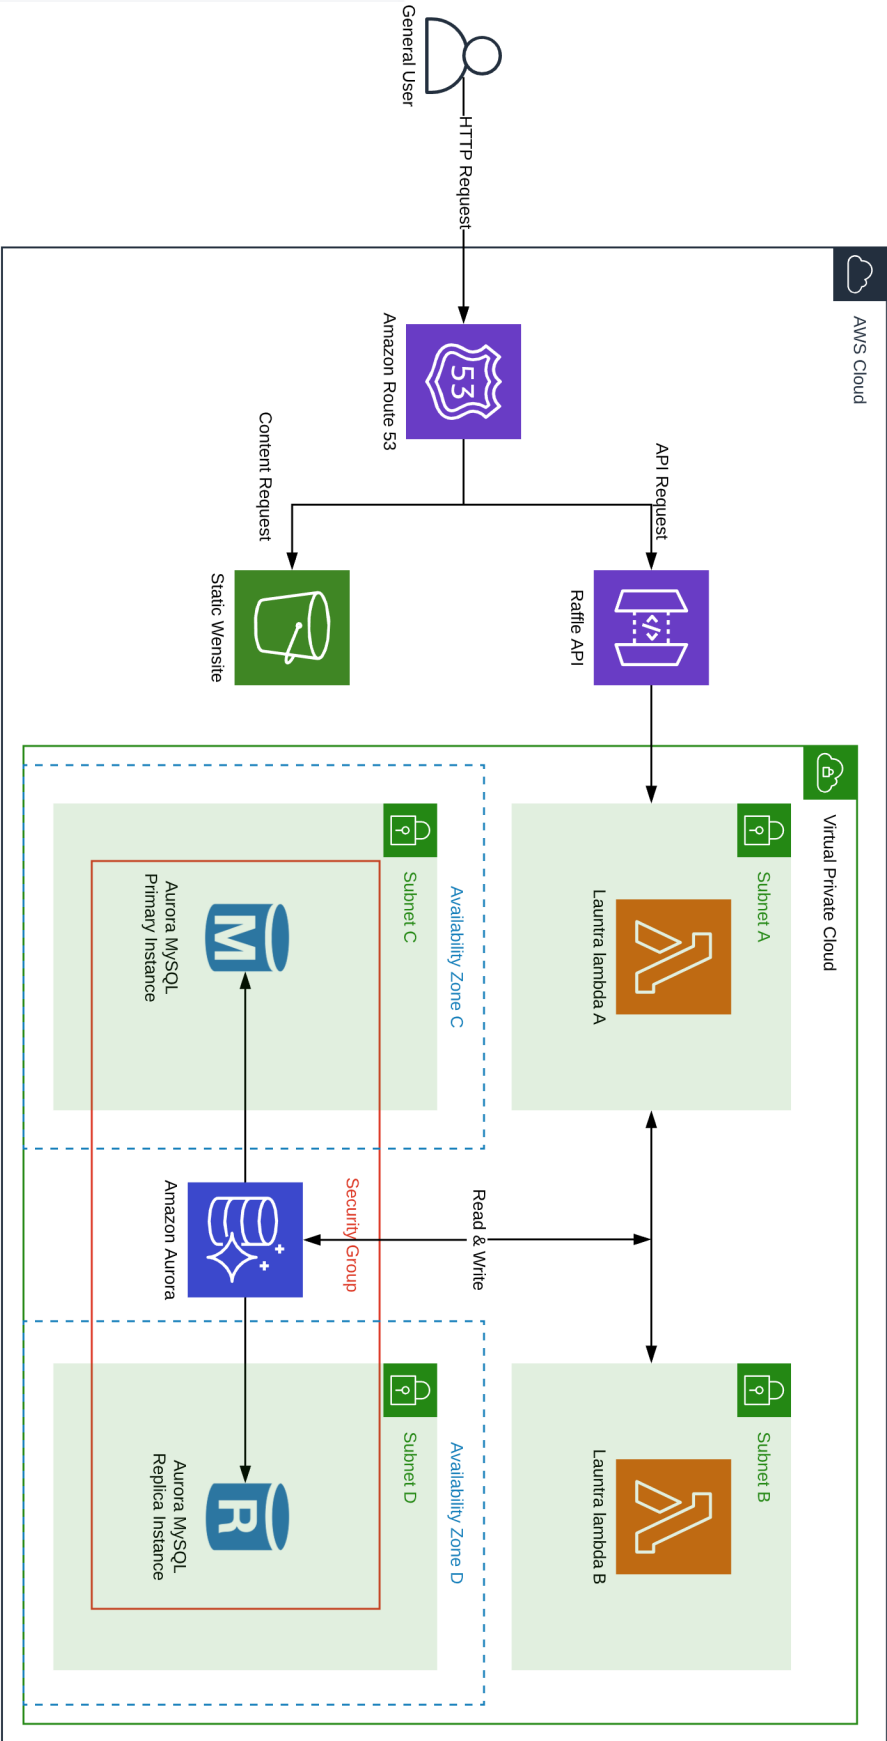 General User
HTTP Request
AWS Cloud
Amazon Route 53
53
API Request
Content Request
Raffle API
</>
Static Wensite
Virtual Private Cloud
Subnet A
Launtra lambda A
Subnet B
Launtra lambda B
Read & Write
Availability Zone C
Subnet C
M
Aurora MySQL
Primary Instance
Security Group
Amazon Aurora
Availability Zone D
Subnet D
R
Aurora MySQL
Replica Instance